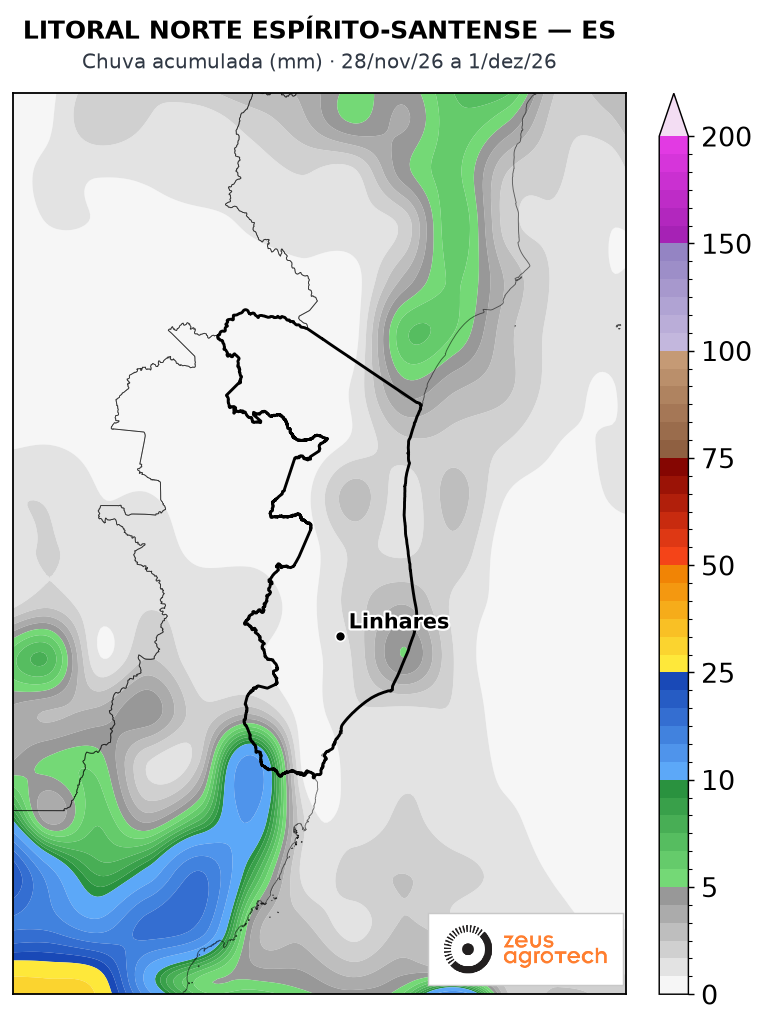 LITORAL NORTE ESPÍRITO-SANTENSE — ES
Chuva acumulada (mm) · 28/nov/26 a 1/dez/26
200
150
100
75
50
25
10
5
0
Linhares
zeus
agrotech